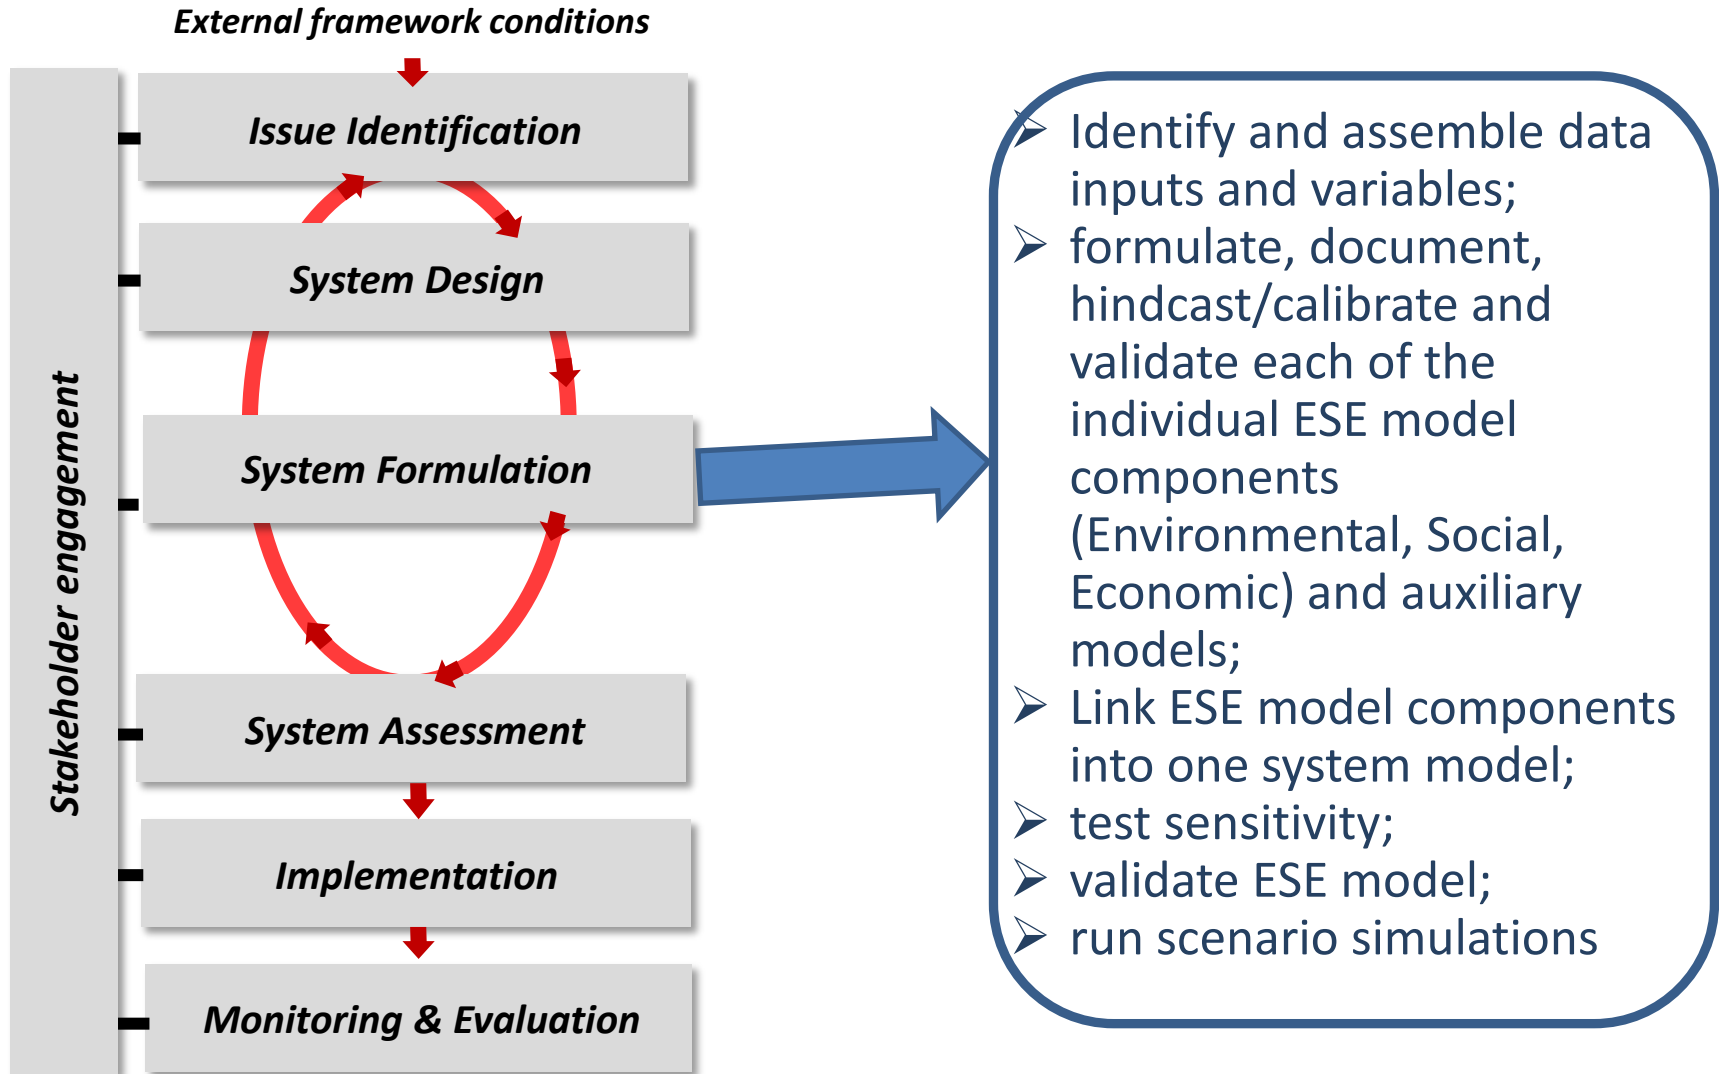 External framework conditions
Issue Identification
System Design
System Formulation
System Assessment
Implementation
Monitoring & Evaluation
Stakeholder engagement
Identify and assemble data
inputs and variables;
formulate, document,
hindcast/calibrate and
validate each of the
individual ESE model
components
(Environmental, Social,
Economic) and auxiliary
models;
Link ESE model components
into one system model;
test sensitivity;
validate ESE model;
run scenario simulations